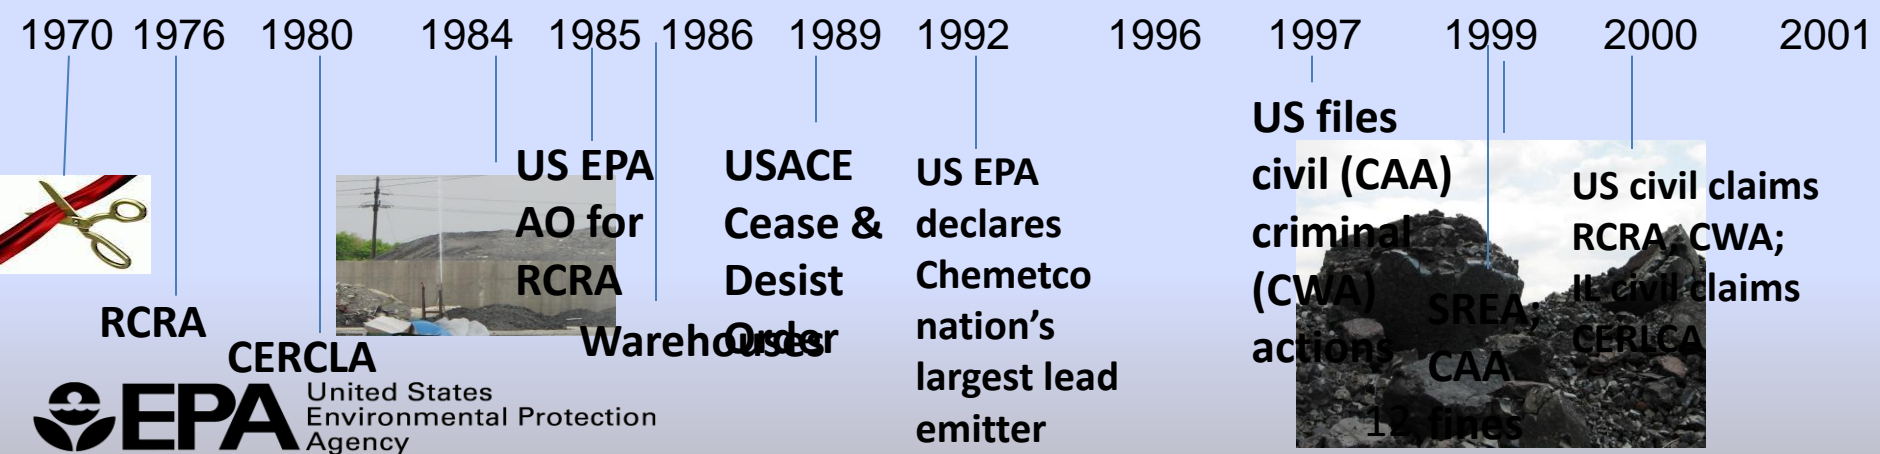 1970 1976 1980 1984 1985 1986 1989 1992 1996 1997 1999 2000 2001
RCRA
CERCLA
US EPA
AO for
RCRA
Warehouses
USACE
Cease &
Desist
Order
US EPA
declares
Chemetco
nation’s
largest lead
emitter
US files
civil (CAA)
criminal
(CWA)
actions
SREA;
CAA
fines
US civil claims
RCRA, CWA;
IL civil claims
CERLCA
12
EPA
United States
Environmental Protection
Agency